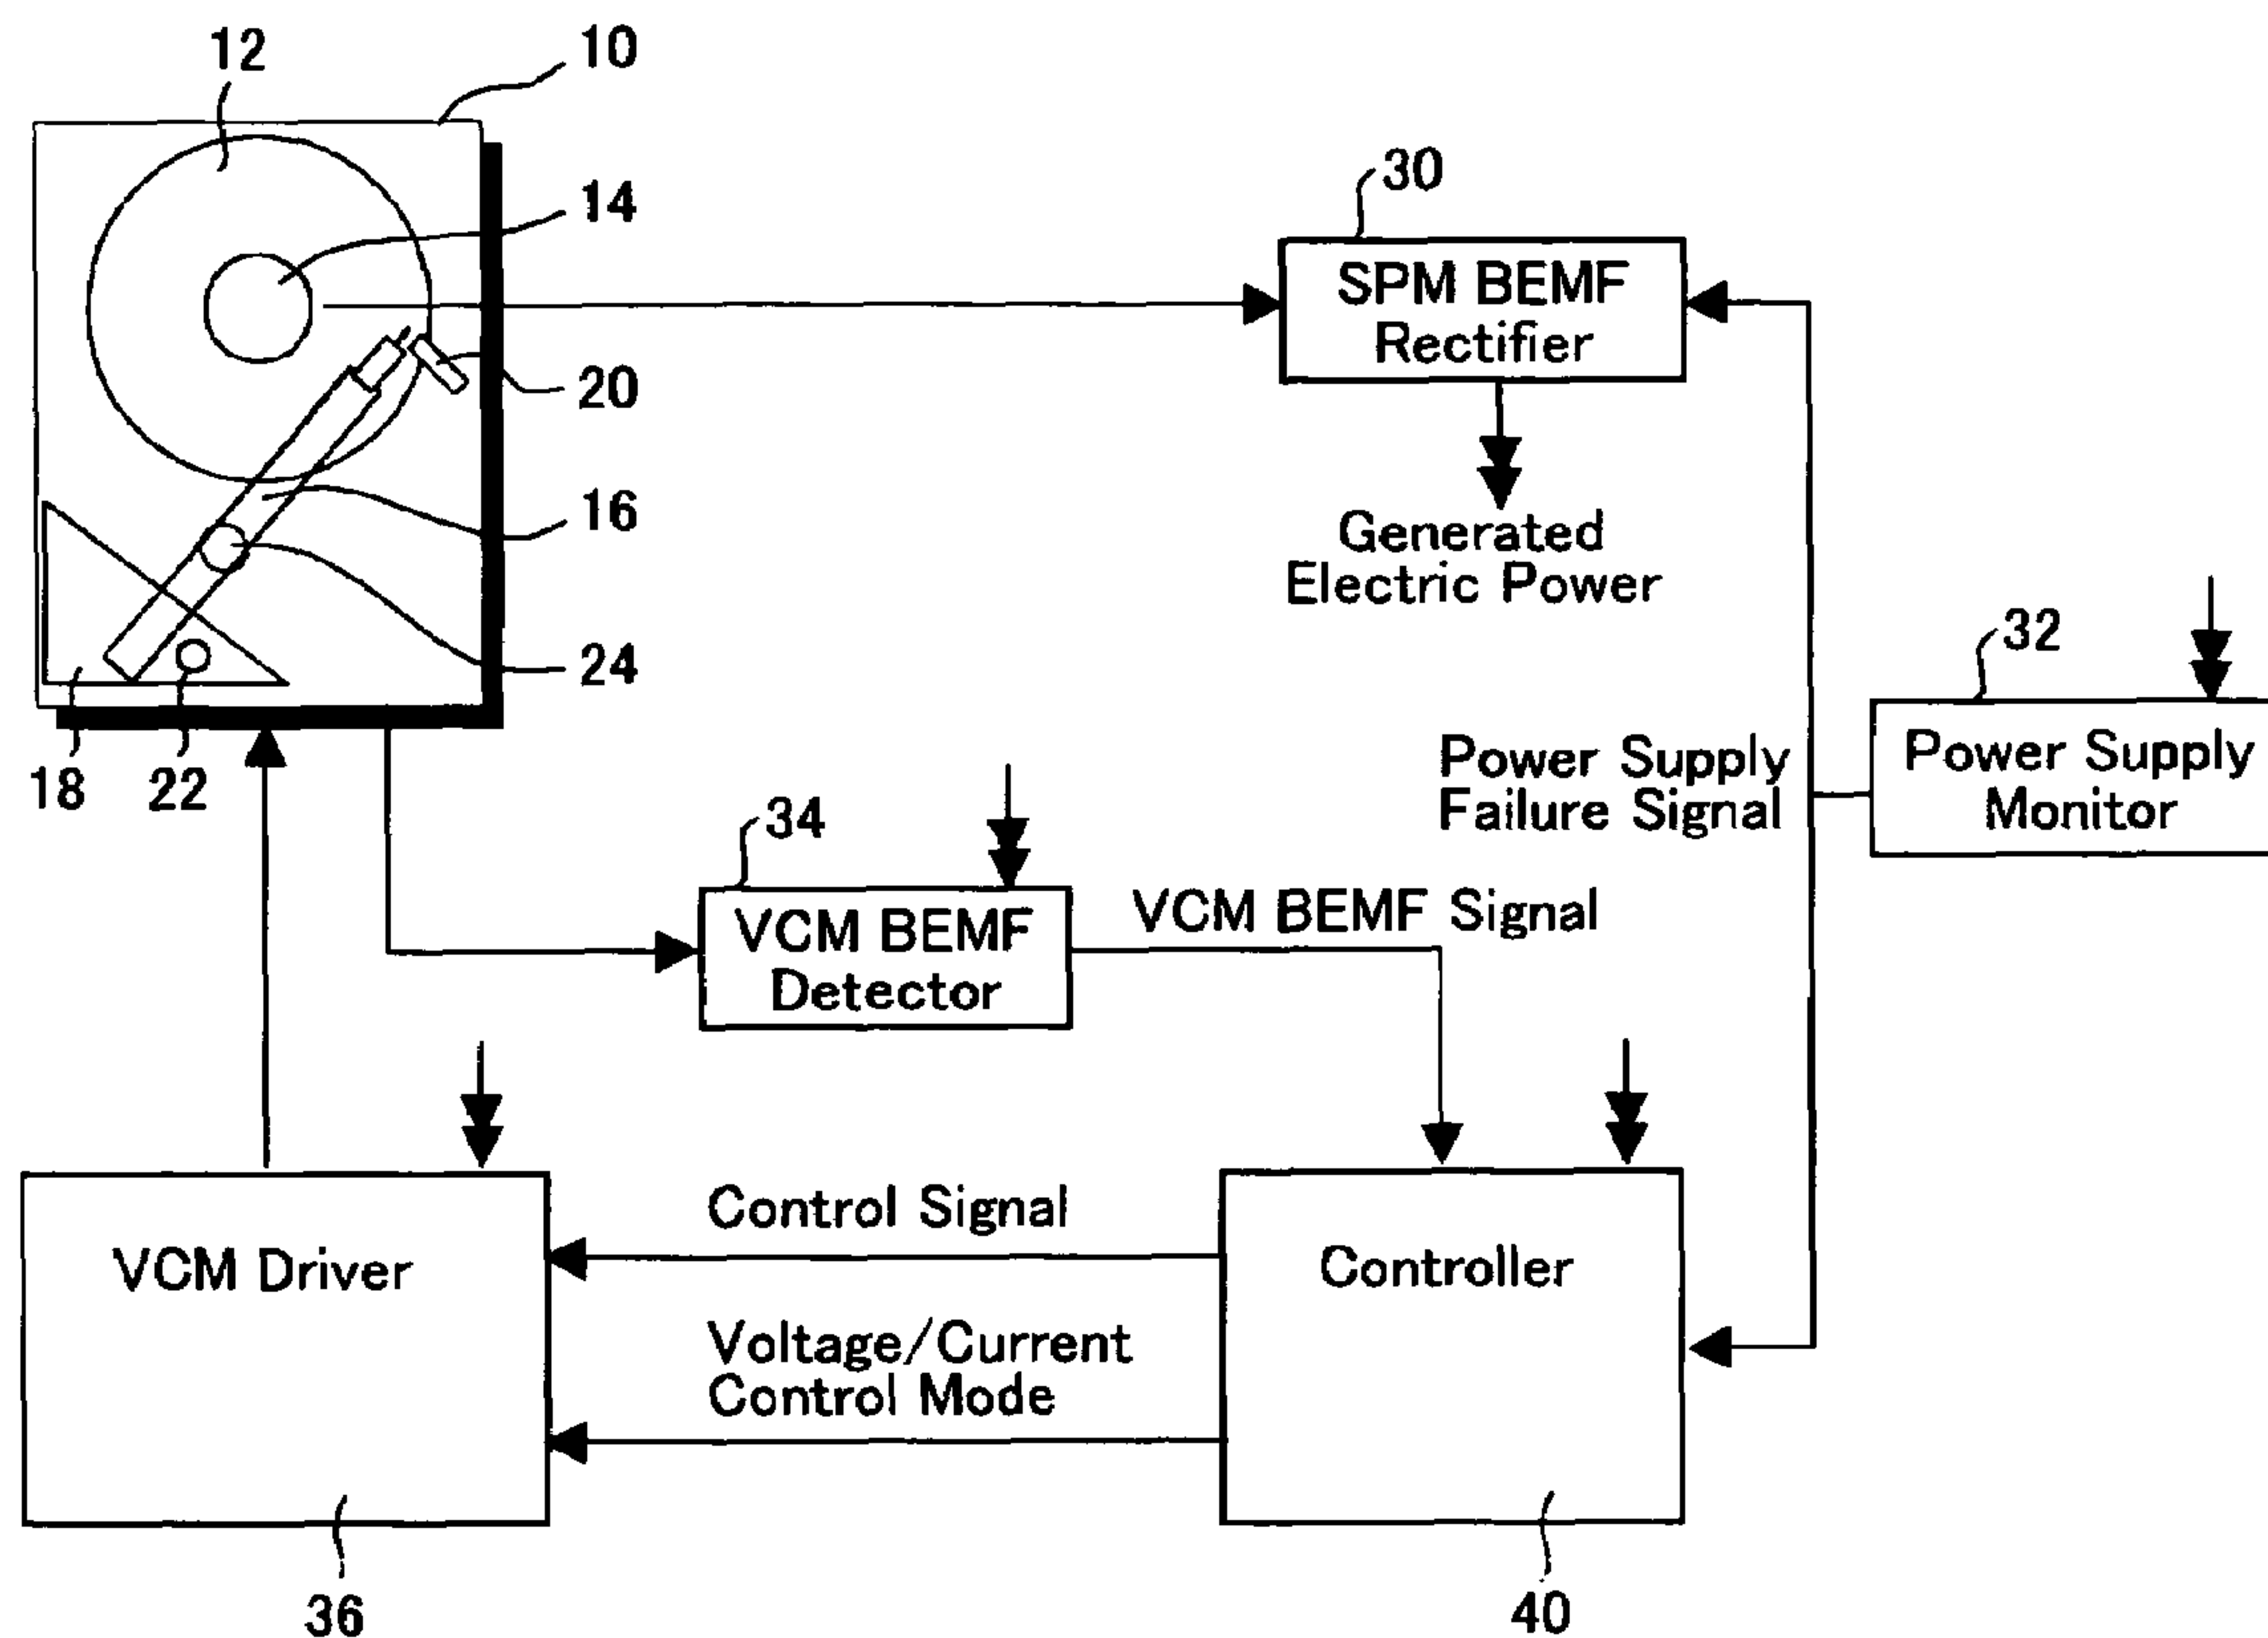 12
10
14
30
SPM BEMF
Rectifier
20
16
Generated
Electric Power
24
32
Power Supply
Monitor
Power Supply
Failure Signal
18
22
34
VCM BEMF
Detector
VCM BEMF Signal
Control Signal
VCM Driver
Controller
Voltage/Current
Control Mode
36
40